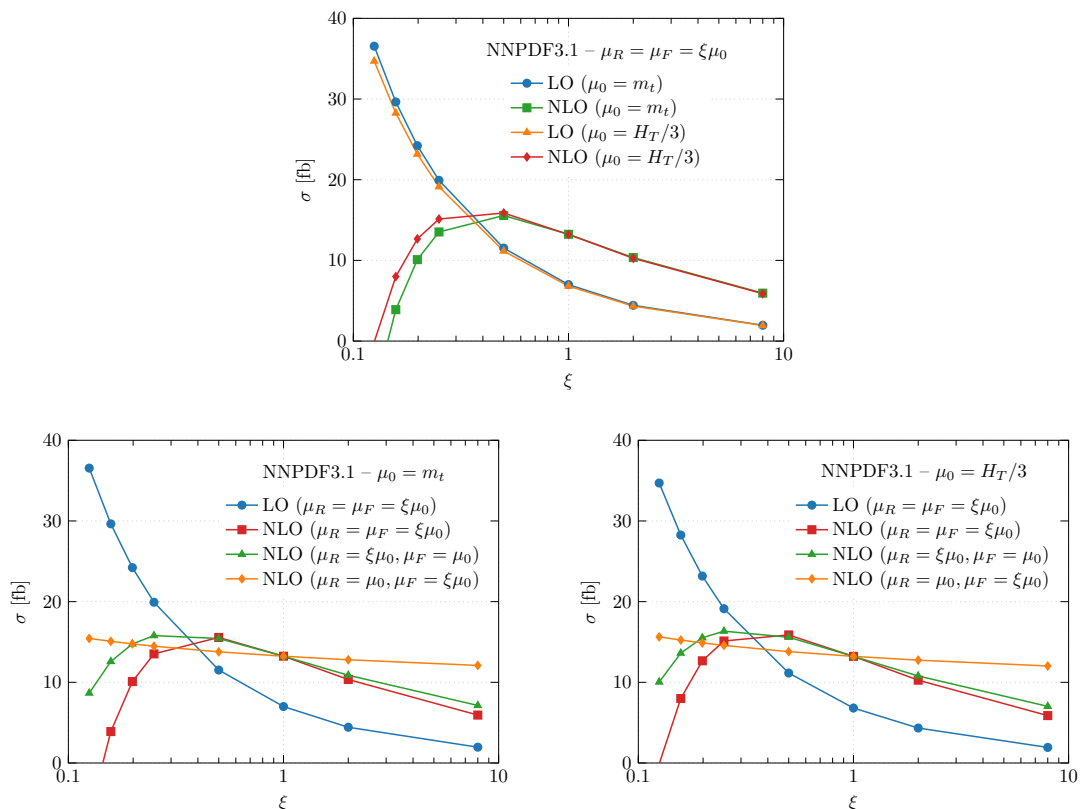 40
30
20
10
0
0.1
1
10
σ [fb]
ξ
NNPDF3.1 – μ_R = μ_F = ξμ_0
LO (μ_0 = m_t)
NLO (μ_0 = m_t)
LO (μ_0 = H_T/3)
NLO (μ_0 = H_T/3)
40
30
20
10
0
0.1
1
10
σ [fb]
ξ
NNPDF3.1 – μ_0 = m_t
LO (μ_R = μ_F = ξμ_0)
NLO (μ_R = μ_F = ξμ_0)
NLO (μ_R = ξμ_0, μ_F = μ_0)
NLO (μ_R = μ_0, μ_F = ξμ_0)
40
30
20
10
0
0.1
1
10
σ [fb]
ξ
NNPDF3.1 – μ_0 = H_T/3
LO (μ_R = μ_F = ξμ_0)
NLO (μ_R = μ_F = ξμ_0)
NLO (μ_R = ξμ_0, μ_F = μ_0)
NLO (μ_R = μ_0, μ_F = ξμ_0)